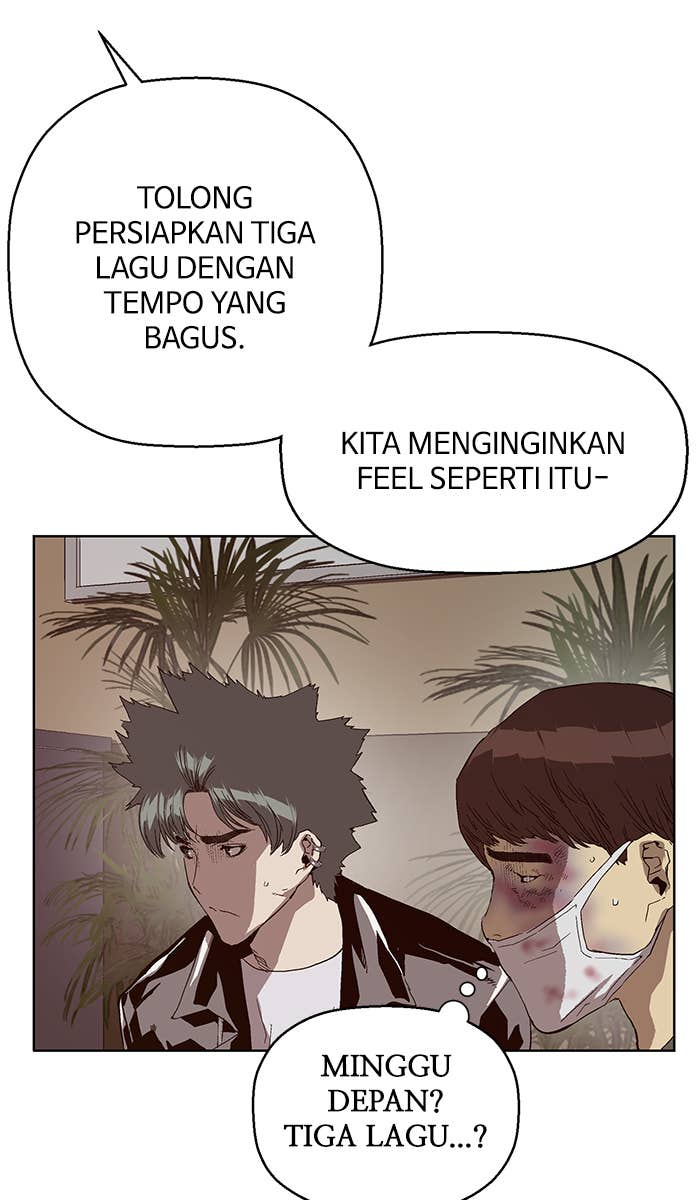 TOLONG
PERSIAPKAN TIGA
LAGU DENGAN
TEMPO YANG
BAGUS.
KITA MENGINGINKAN
FEEL SEPERTI ITU-
MINGGU
DEPAN?
TIGA LAGU...?